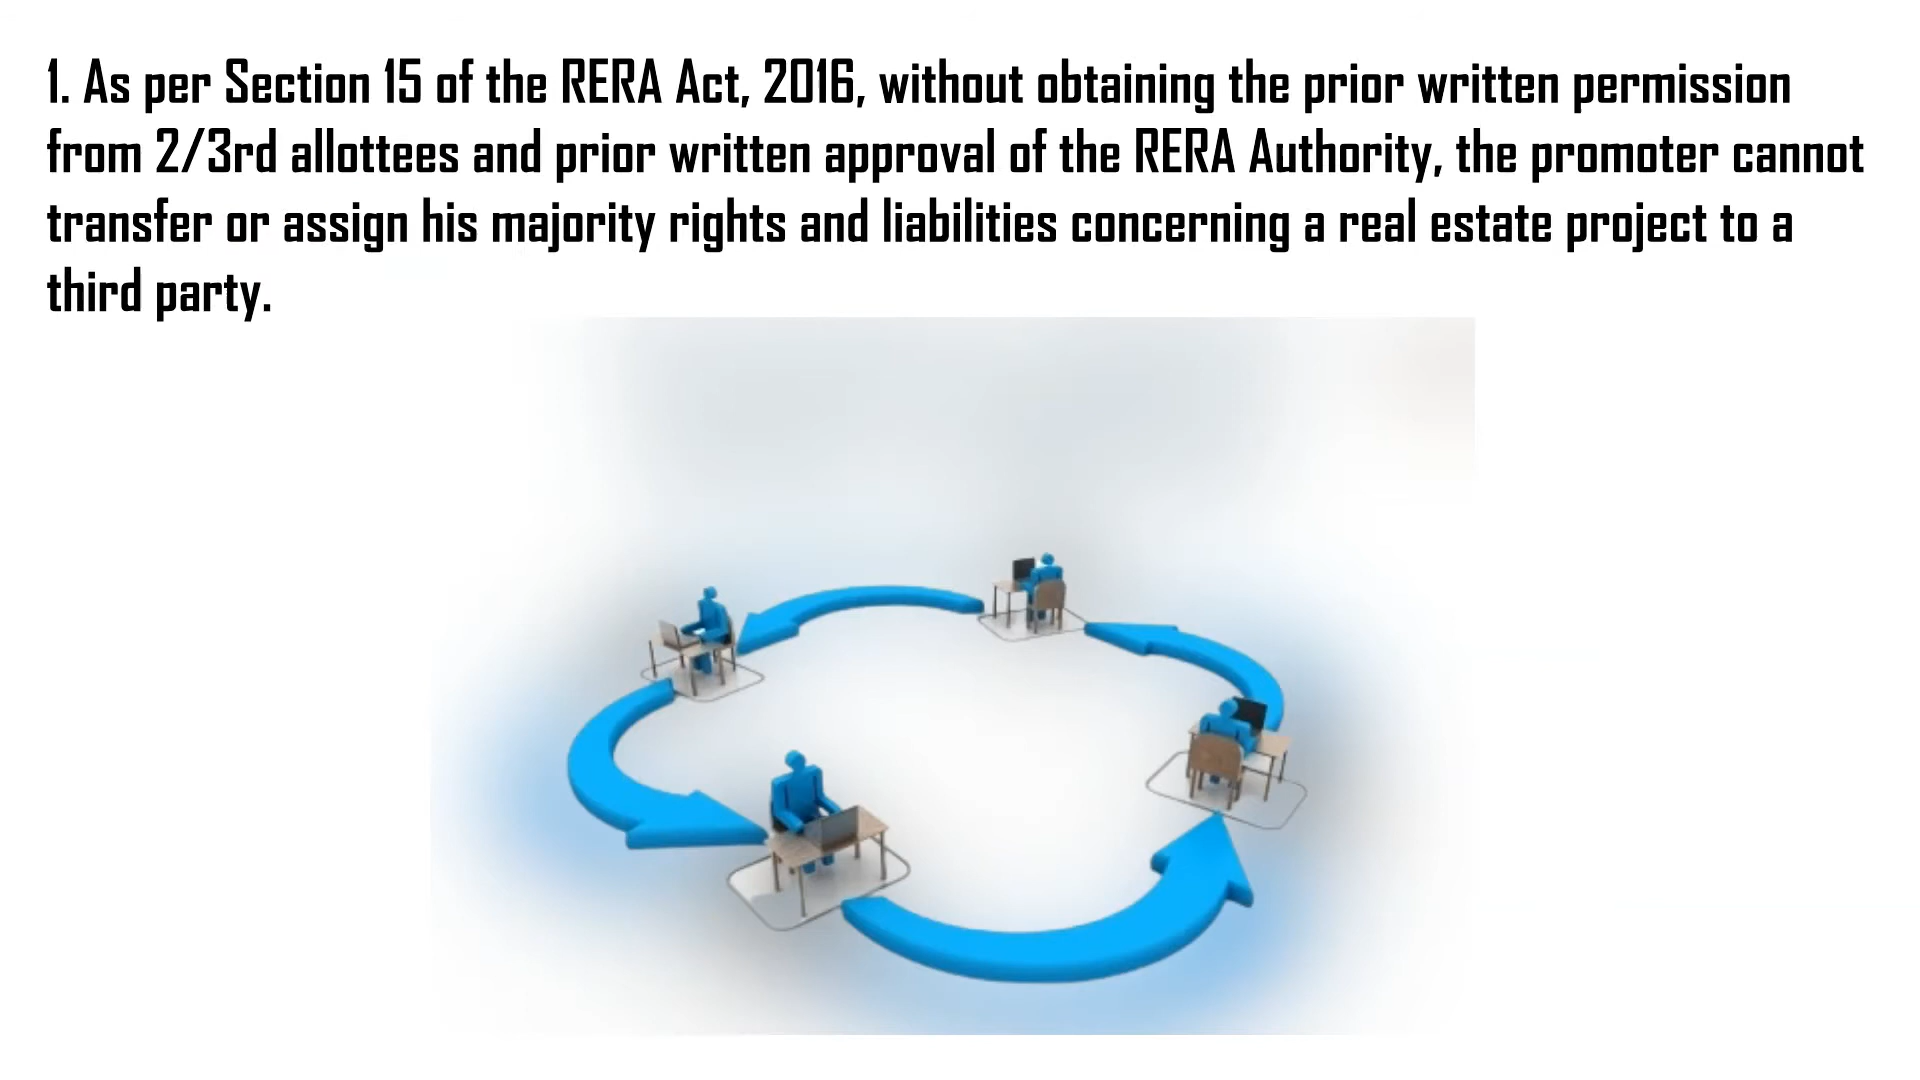 1. As per Section 15 of the RERA Act, 2016, without obtaining the prior written permission
from 2/3rd allottees and prior written approval of the RERA Authority, the promoter cannot
transfer or assign his majority rights and liabilities concerning a real estate project to a
third party.